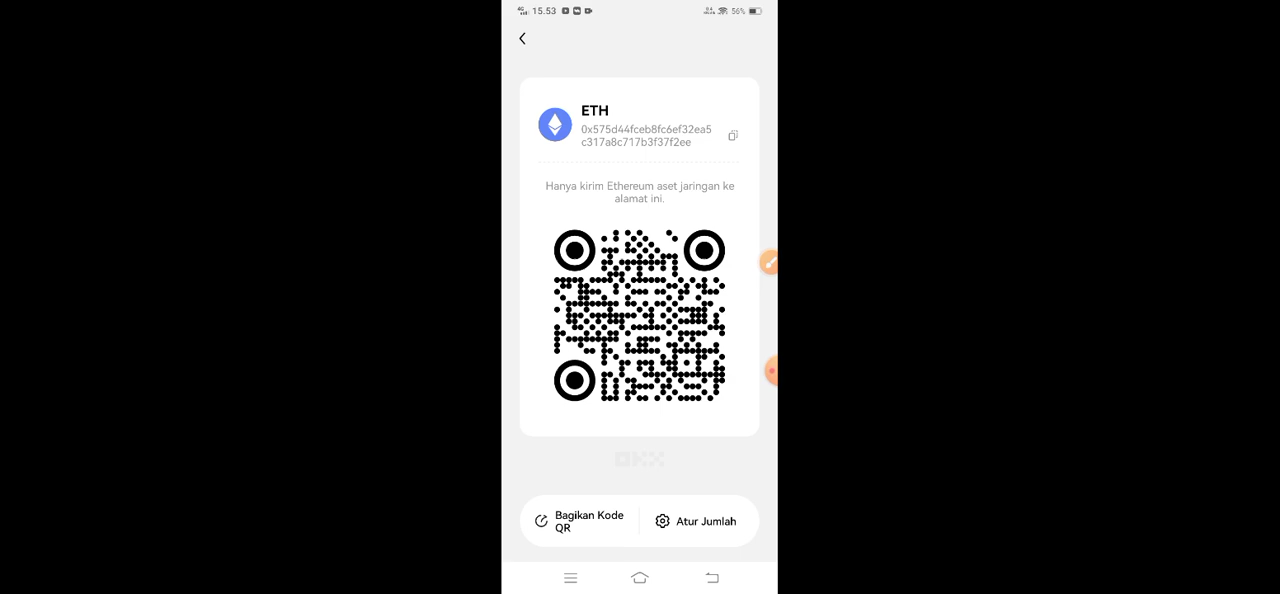 4G 15.53 56%
ETH
0x575d44fceb8fc6ef32ea5
c317a8c717b3f37f2ee
Hanya kirim Ethereum aset jaringan ke
alamat ini.
OKX
Bagikan Kode
QR
Atur Jumlah